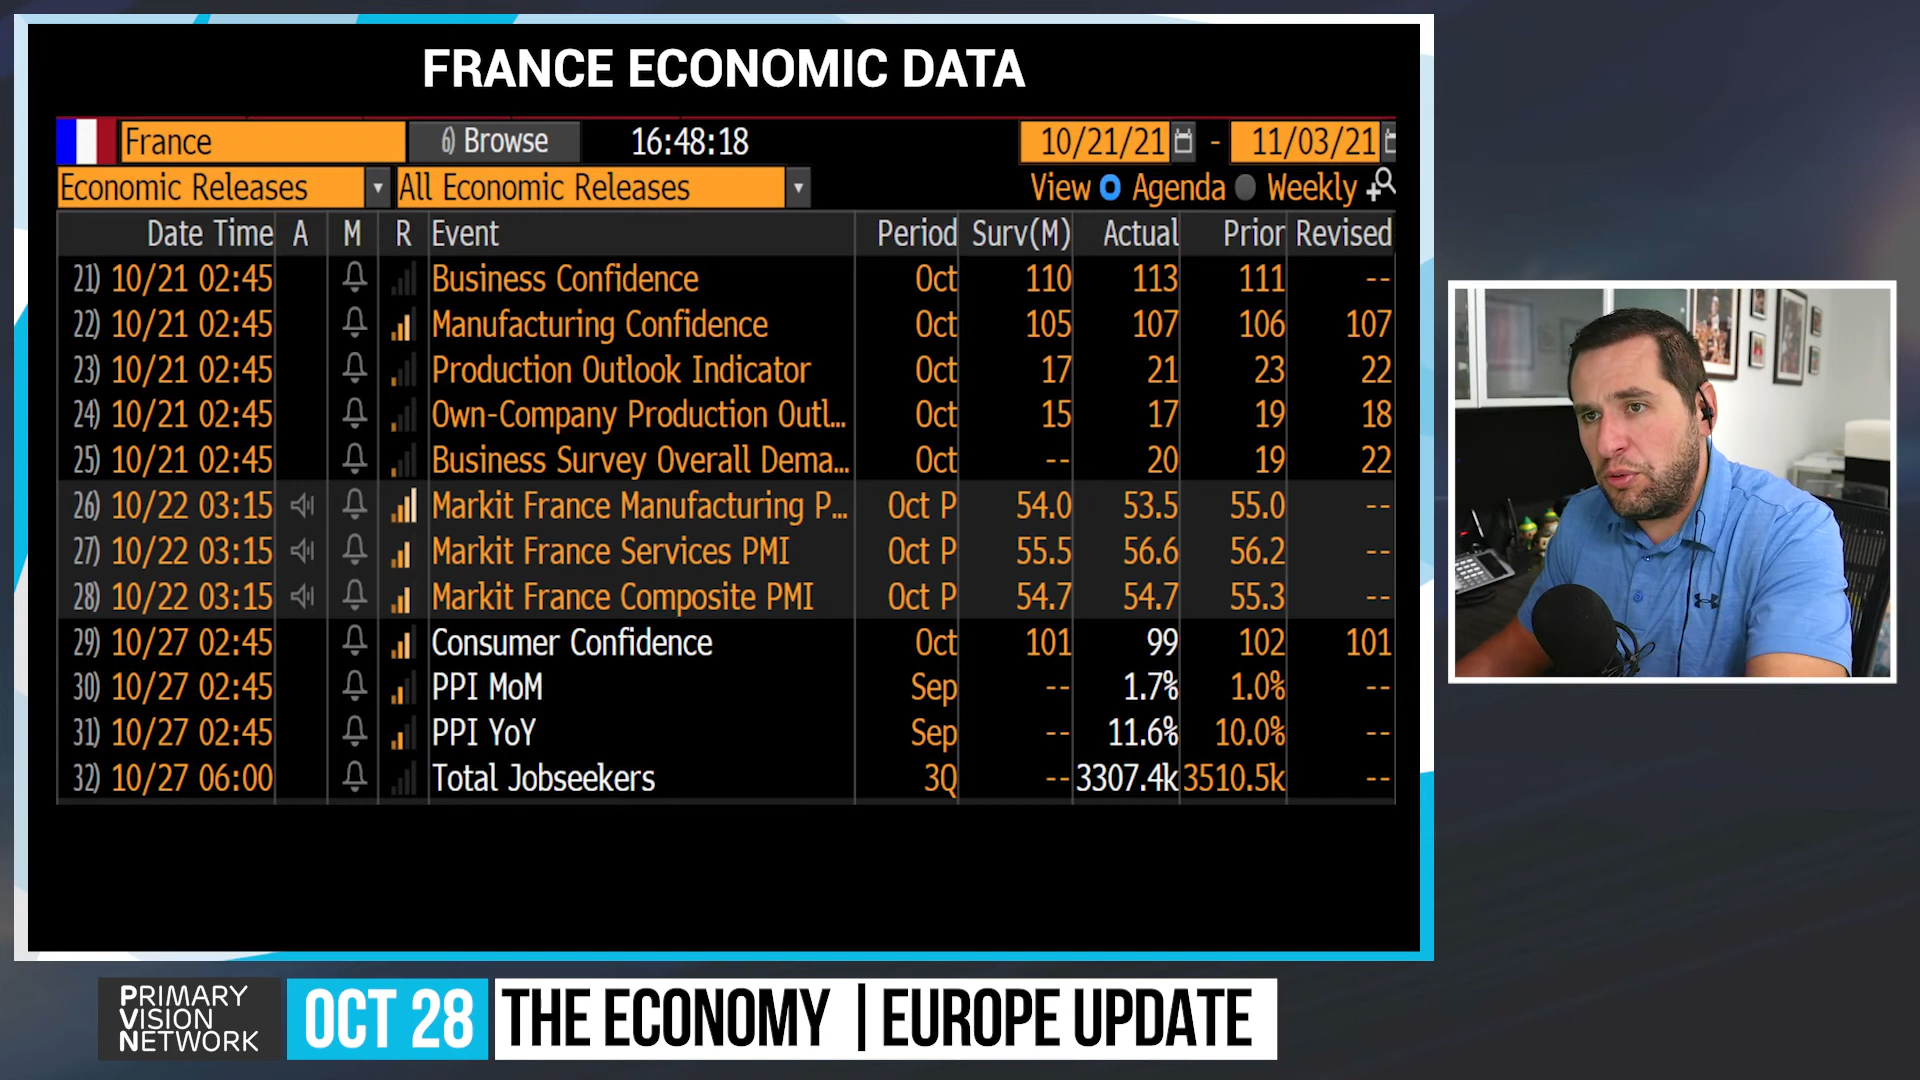 FRANCE ECONOMIC DATA
France 6) Browse 16:48:18 10/21/21 - 11/03/21
Economic Releases All Economic Releases View Agenda Weekly
Date Time A M R Event Period Surv(M) Actual Prior Revised
21) 10/21 02:45 Business Confidence Oct 110 113 111 --
22) 10/21 02:45 Manufacturing Confidence Oct 105 107 106 107
23) 10/21 02:45 Production Outlook Indicator Oct 17 21 23 22
24) 10/21 02:45 Own-Company Production Outl... Oct 15 17 19 18
25) 10/21 02:45 Business Survey Overall Dema... Oct -- 20 19 22
26) 10/22 03:15 Markit France Manufacturing P... Oct P 54.0 53.5 55.0 --
27) 10/22 03:15 Markit France Services PMI Oct P 55.5 56.6 56.2 --
28) 10/22 03:15 Markit France Composite PMI Oct P 54.7 54.7 55.3 --
29) 10/27 02:45 Consumer Confidence Oct 101 99 102 101
30) 10/27 02:45 PPI MoM Sep -- 1.7% 1.0% --
31) 10/27 02:45 PPI YoY Sep -- 11.6% 10.0% --
32) 10/27 06:00 Total Jobseekers 3Q -- 3307.4k 3510.5k --
PRIMARY
VISION
NETWORK
OCT 28
THE ECONOMY | EUROPE UPDATE